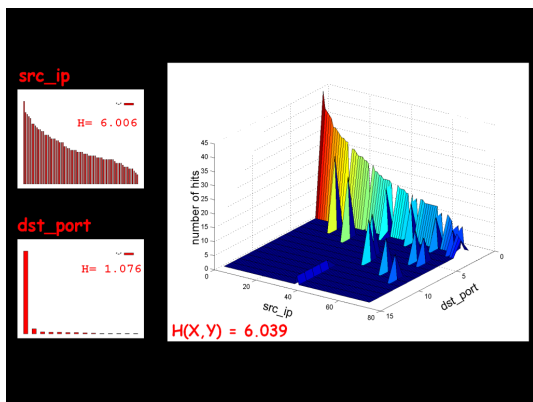 src_ip
H= 6.006
dst_port
H= 1.076
number of hits
45
40
35
30
25
20
15
10
5
0
0
20
40
60
80
src_ip
15
10
5
0
dst_port
H(X,Y) = 6.039